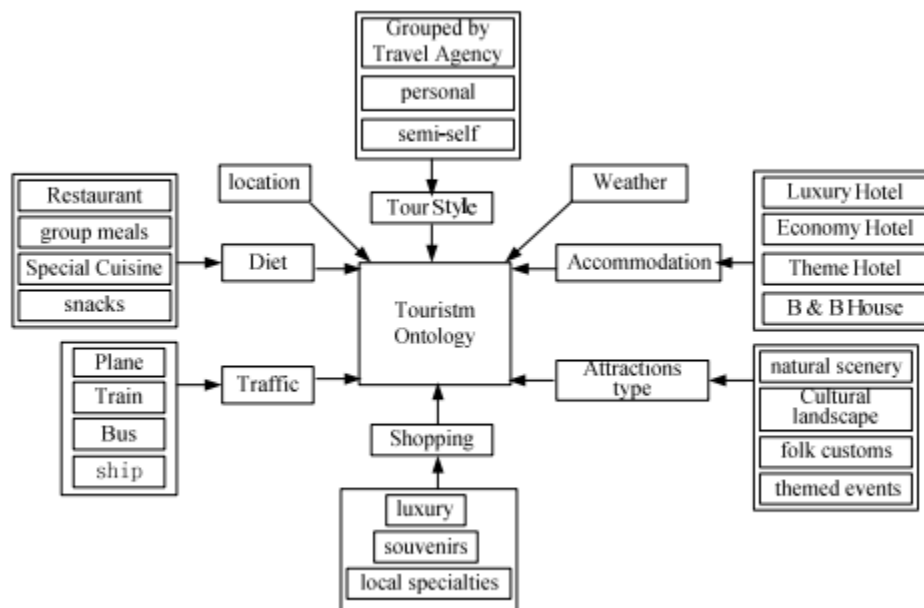 Grouped by
Travel Agency
personal
semi-self
location
Weather
Tour Style
Restaurant
group meals
Special Cuisine
snacks
Diet
Accommodation
Luxury Hotel
Economy Hotel
Theme Hotel
B & B House
Touristm
Ontology
Plane
Train
Bus
ship
Traffic
Attractions
type
natural scenery
Cultural
landscape
folk customs
themed events
Shopping
luxury
souvenirs
local specialties